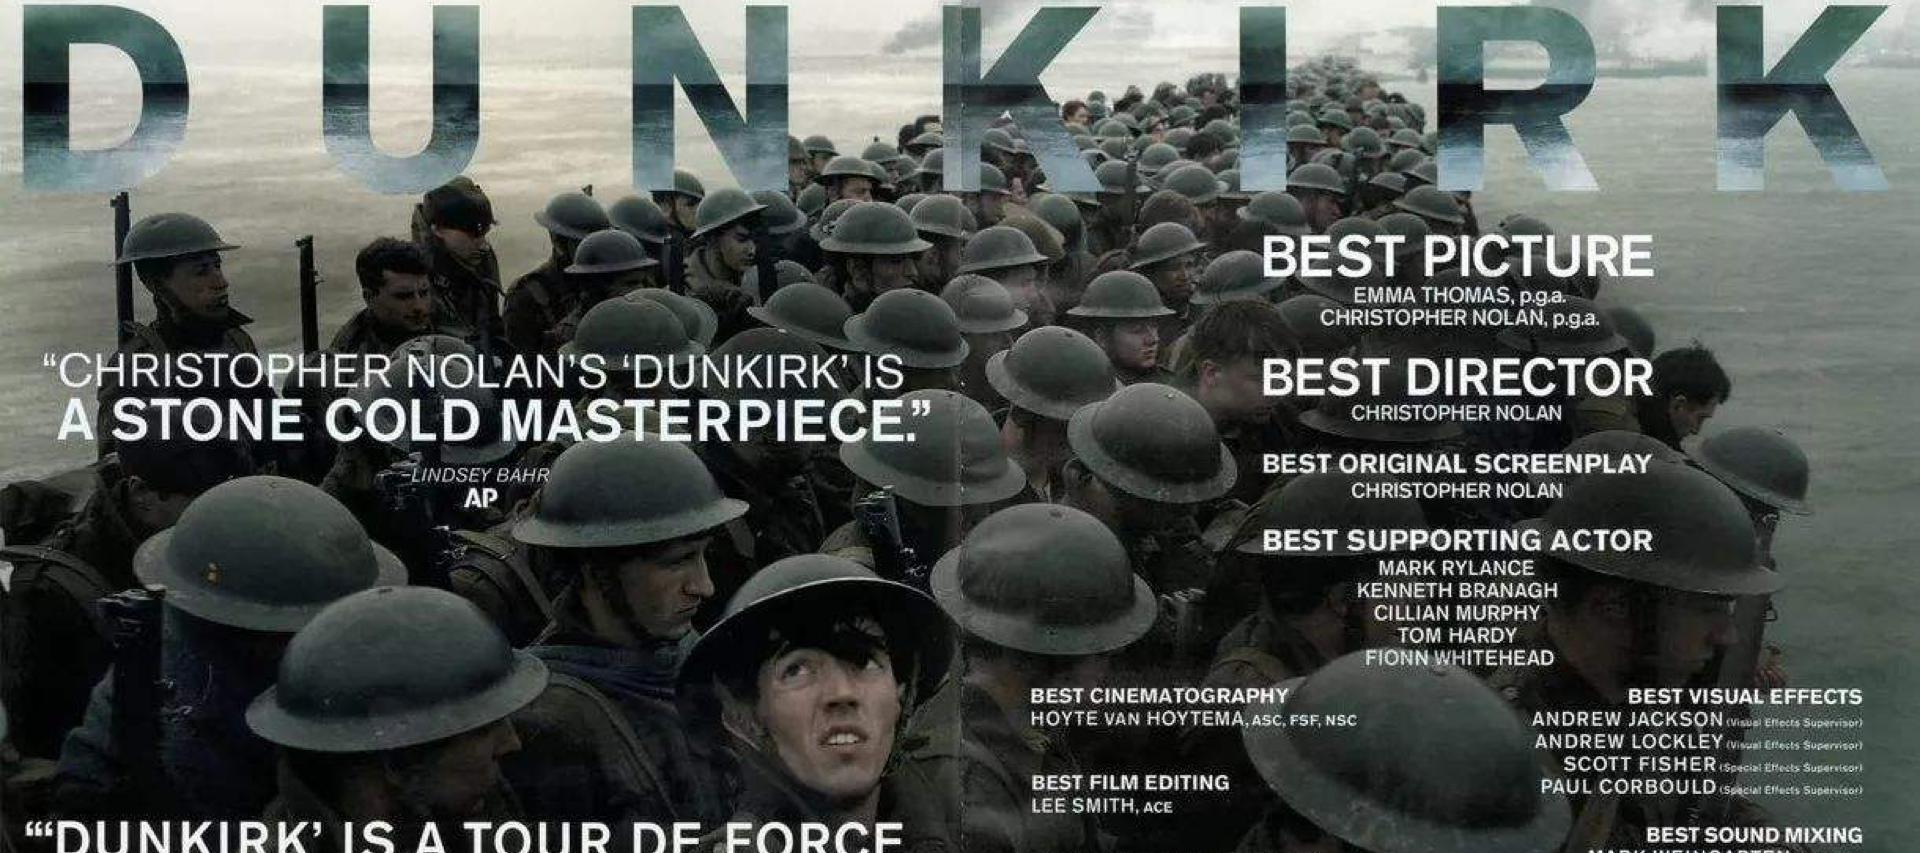 DUNKIRK
“CHRISTOPHER NOLAN’S ‘DUNKIRK’ IS
A STONE COLD MASTERPIECE.”
–LINDSEY BAHR
AP
“‘DUNKIRK’ IS A TOUR DE FORCE
BEST PICTURE
EMMA THOMAS, p.g.a.
CHRISTOPHER NOLAN, p.g.a.
BEST DIRECTOR
CHRISTOPHER NOLAN
BEST ORIGINAL SCREENPLAY
CHRISTOPHER NOLAN
BEST SUPPORTING ACTOR
MARK RYLANCE
KENNETH BRANAGH
CILLIAN MURPHY
TOM HARDY
FIONN WHITEHEAD
BEST CINEMATOGRAPHY
HOYTE VAN HOYTEMA, ASC, FSF, NSC
BEST FILM EDITING
LEE SMITH, ACE
BEST VISUAL EFFECTS
ANDREW JACKSON (Visual Effects Supervisor)
ANDREW LOCKLEY (Visual Effects Supervisor)
SCOTT FISHER (Special Effects Supervisor)
PAUL CORBOULD (Special Effects Supervisor)
BEST SOUND MIXING
MARK WEINGARTEN